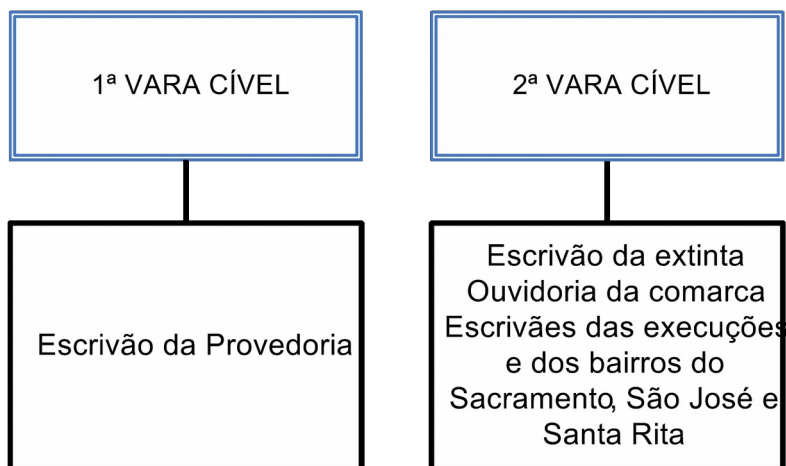 1ª VARA CÍVEL
2ª VARA CÍVEL
Escrivão da Provedoria
Escrivão da extinta
Ouvidoria da comarca
Escrivães das execuções
e dos bairros do
Sacramento, São José e
Santa Rita